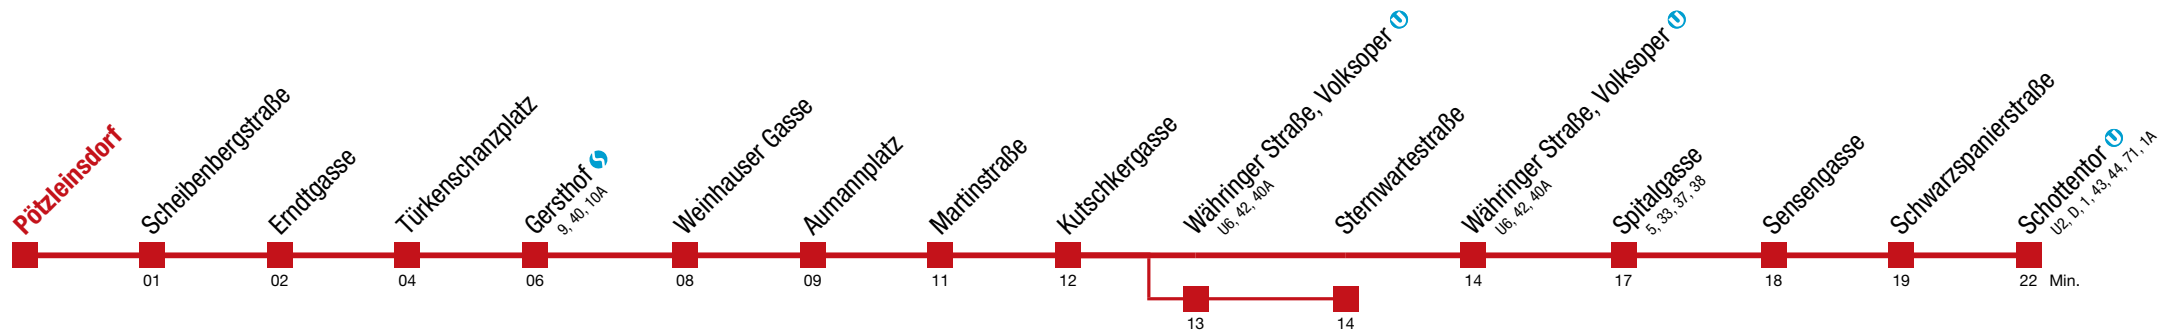 Pötzleinsdorf
Scheibenbergstraße
01
Erndtgasse
02
Türkenschanzplatz
04
Gersthof
9, 40, 10A
06
Weinhauser Gasse
08
Aumannplatz
09
Martinstraße
11
Kutschkergasse
12
Währinger Straße, Volksoper U
U6, 42, 40A
13
Sternwartestraße
14
Währinger Straße, Volksoper U
U6, 42, 40A
14
Spitalgasse
5, 33, 37, 38
17
Sensengasse
18
Schwarzspanierstraße
19
Schottentor U
U2, D, 1, 43, 44, 71, 1A
22 Min.